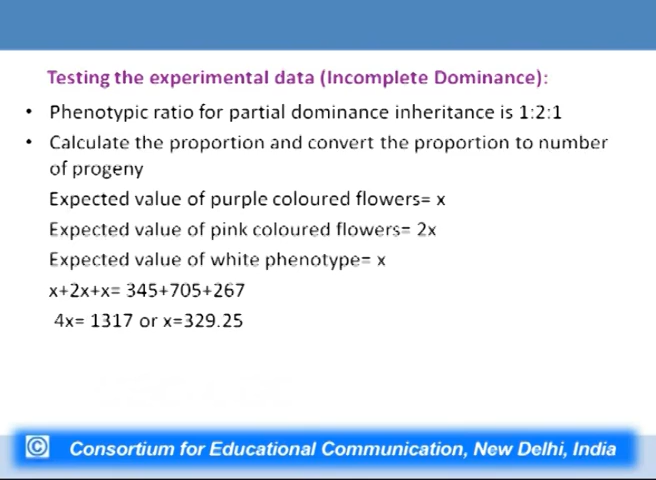 Testing the experimental data (Incomplete Dominance):
• Phenotypic ratio for partial dominance inheritance is 1:2:1
• Calculate the proportion and convert the proportion to number
of progeny
Expected value of purple coloured flowers= x
Expected value of pink coloured flowers= 2x
Expected value of white phenotype= x
x+2x+x= 345+705+267
4x= 1317 or x=329.25
© Consortium for Educational Communication, New Delhi, India